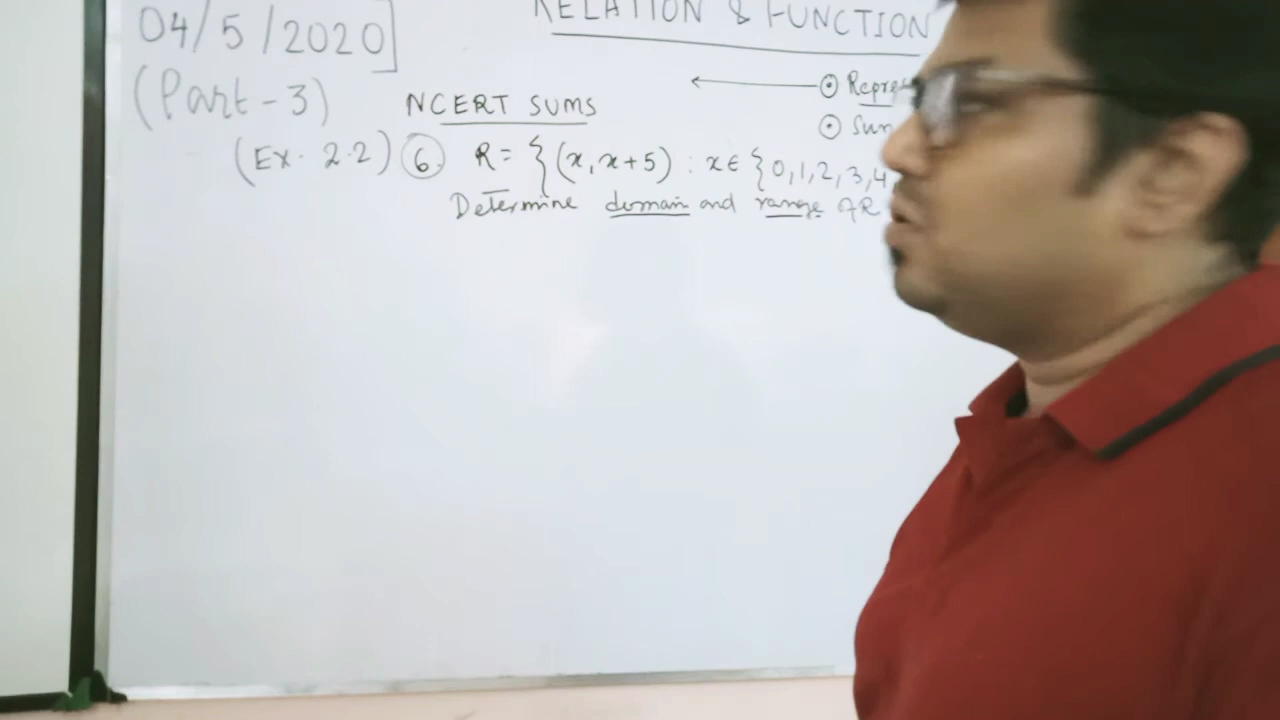 04/5/2020]
RELATION & FUNCTION
(Part-3)
NCERT SUMS
(Ex. 2.2) 6. R = {(x, x+5) : x ∈ {0,1,2,3,4
Determine domain and range of R